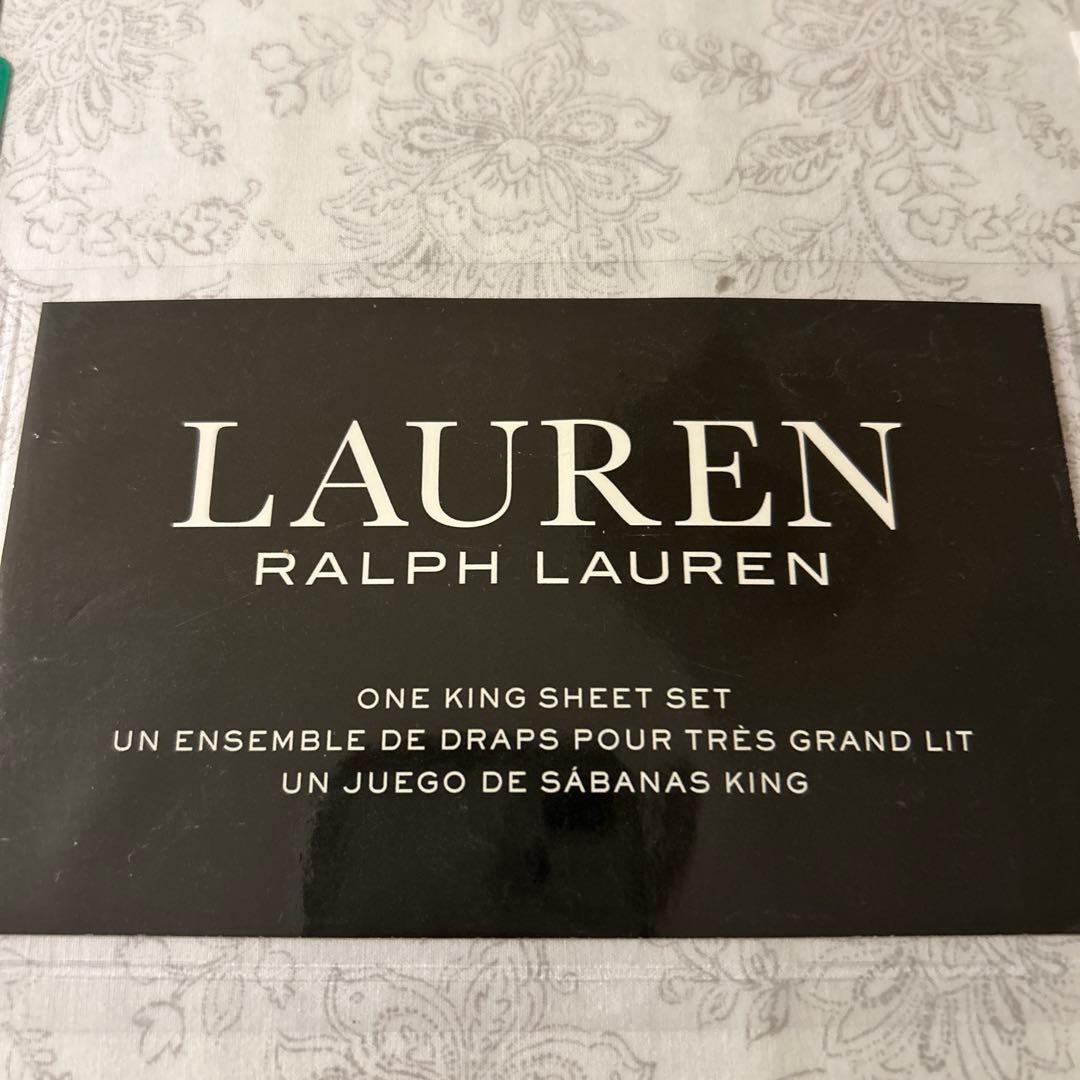 LAUREN
RALPH LAUREN
ONE KING SHEET SET
UN ENSEMBLE DE DRAPS POUR TRÈS GRAND LIT
UN JUEGO DE SÁBANAS KING